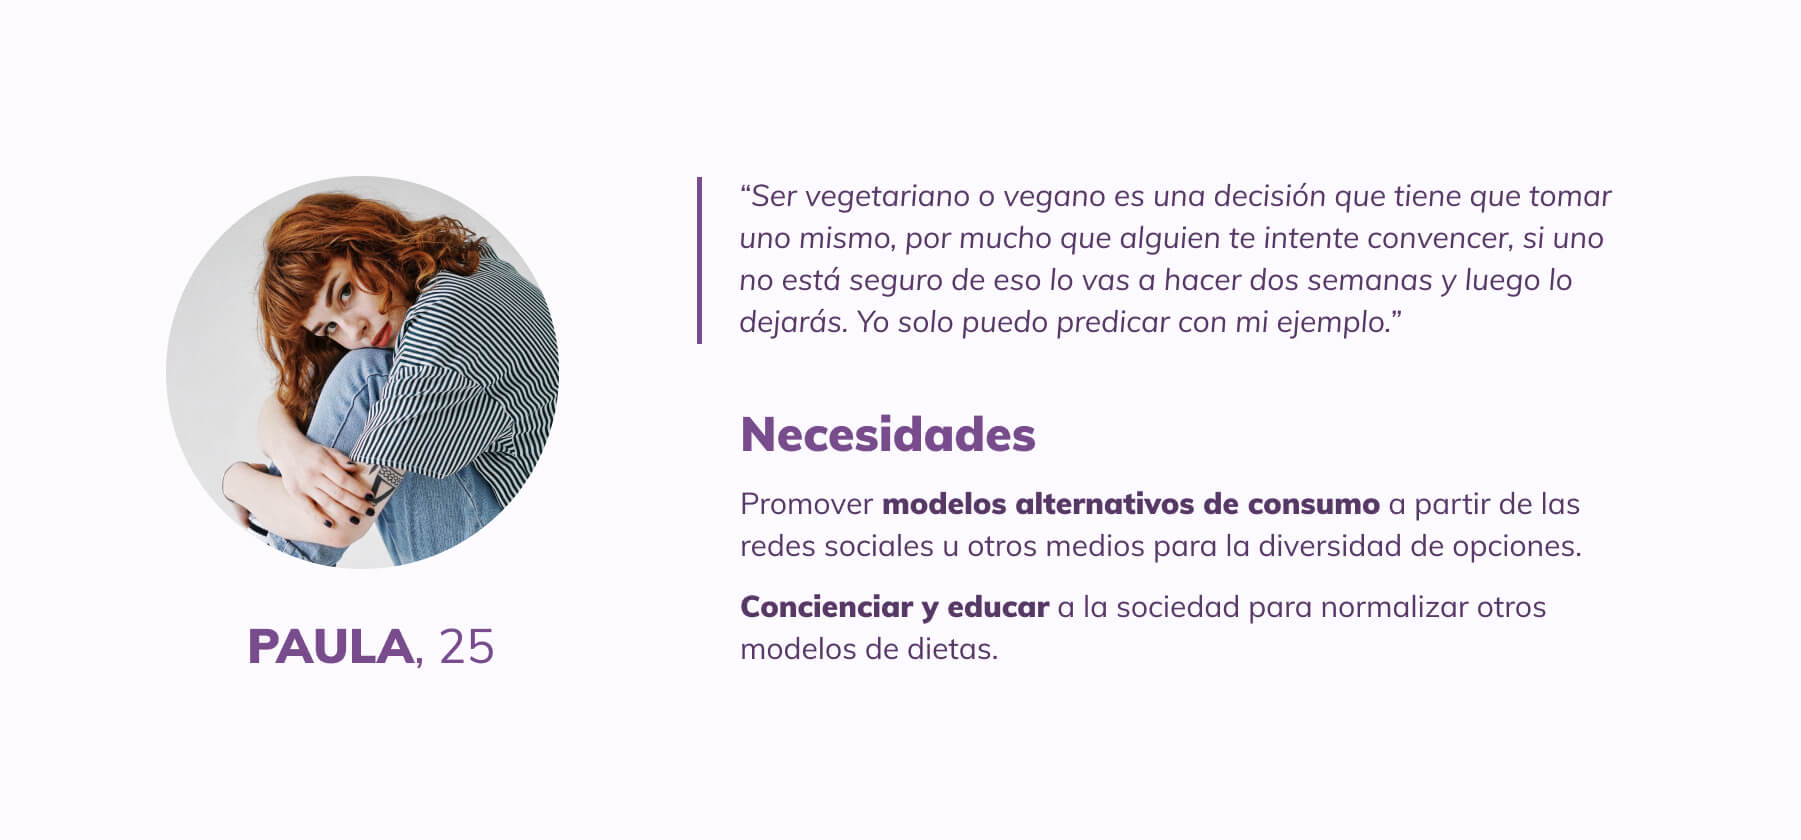 “Ser vegetariano o vegano es una decisión que tiene que tomar
uno mismo, por mucho que alguien te intente convencer, si uno
no está seguro de eso lo vas a hacer dos semanas y luego lo
dejarás. Yo solo puedo predicar con mi ejemplo.”
Necesidades
Promover modelos alternativos de consumo a partir de las
redes sociales u otros medios para la diversidad de opciones.
Concienciar y educar a la sociedad para normalizar otros
modelos de dietas.
PAULA, 25